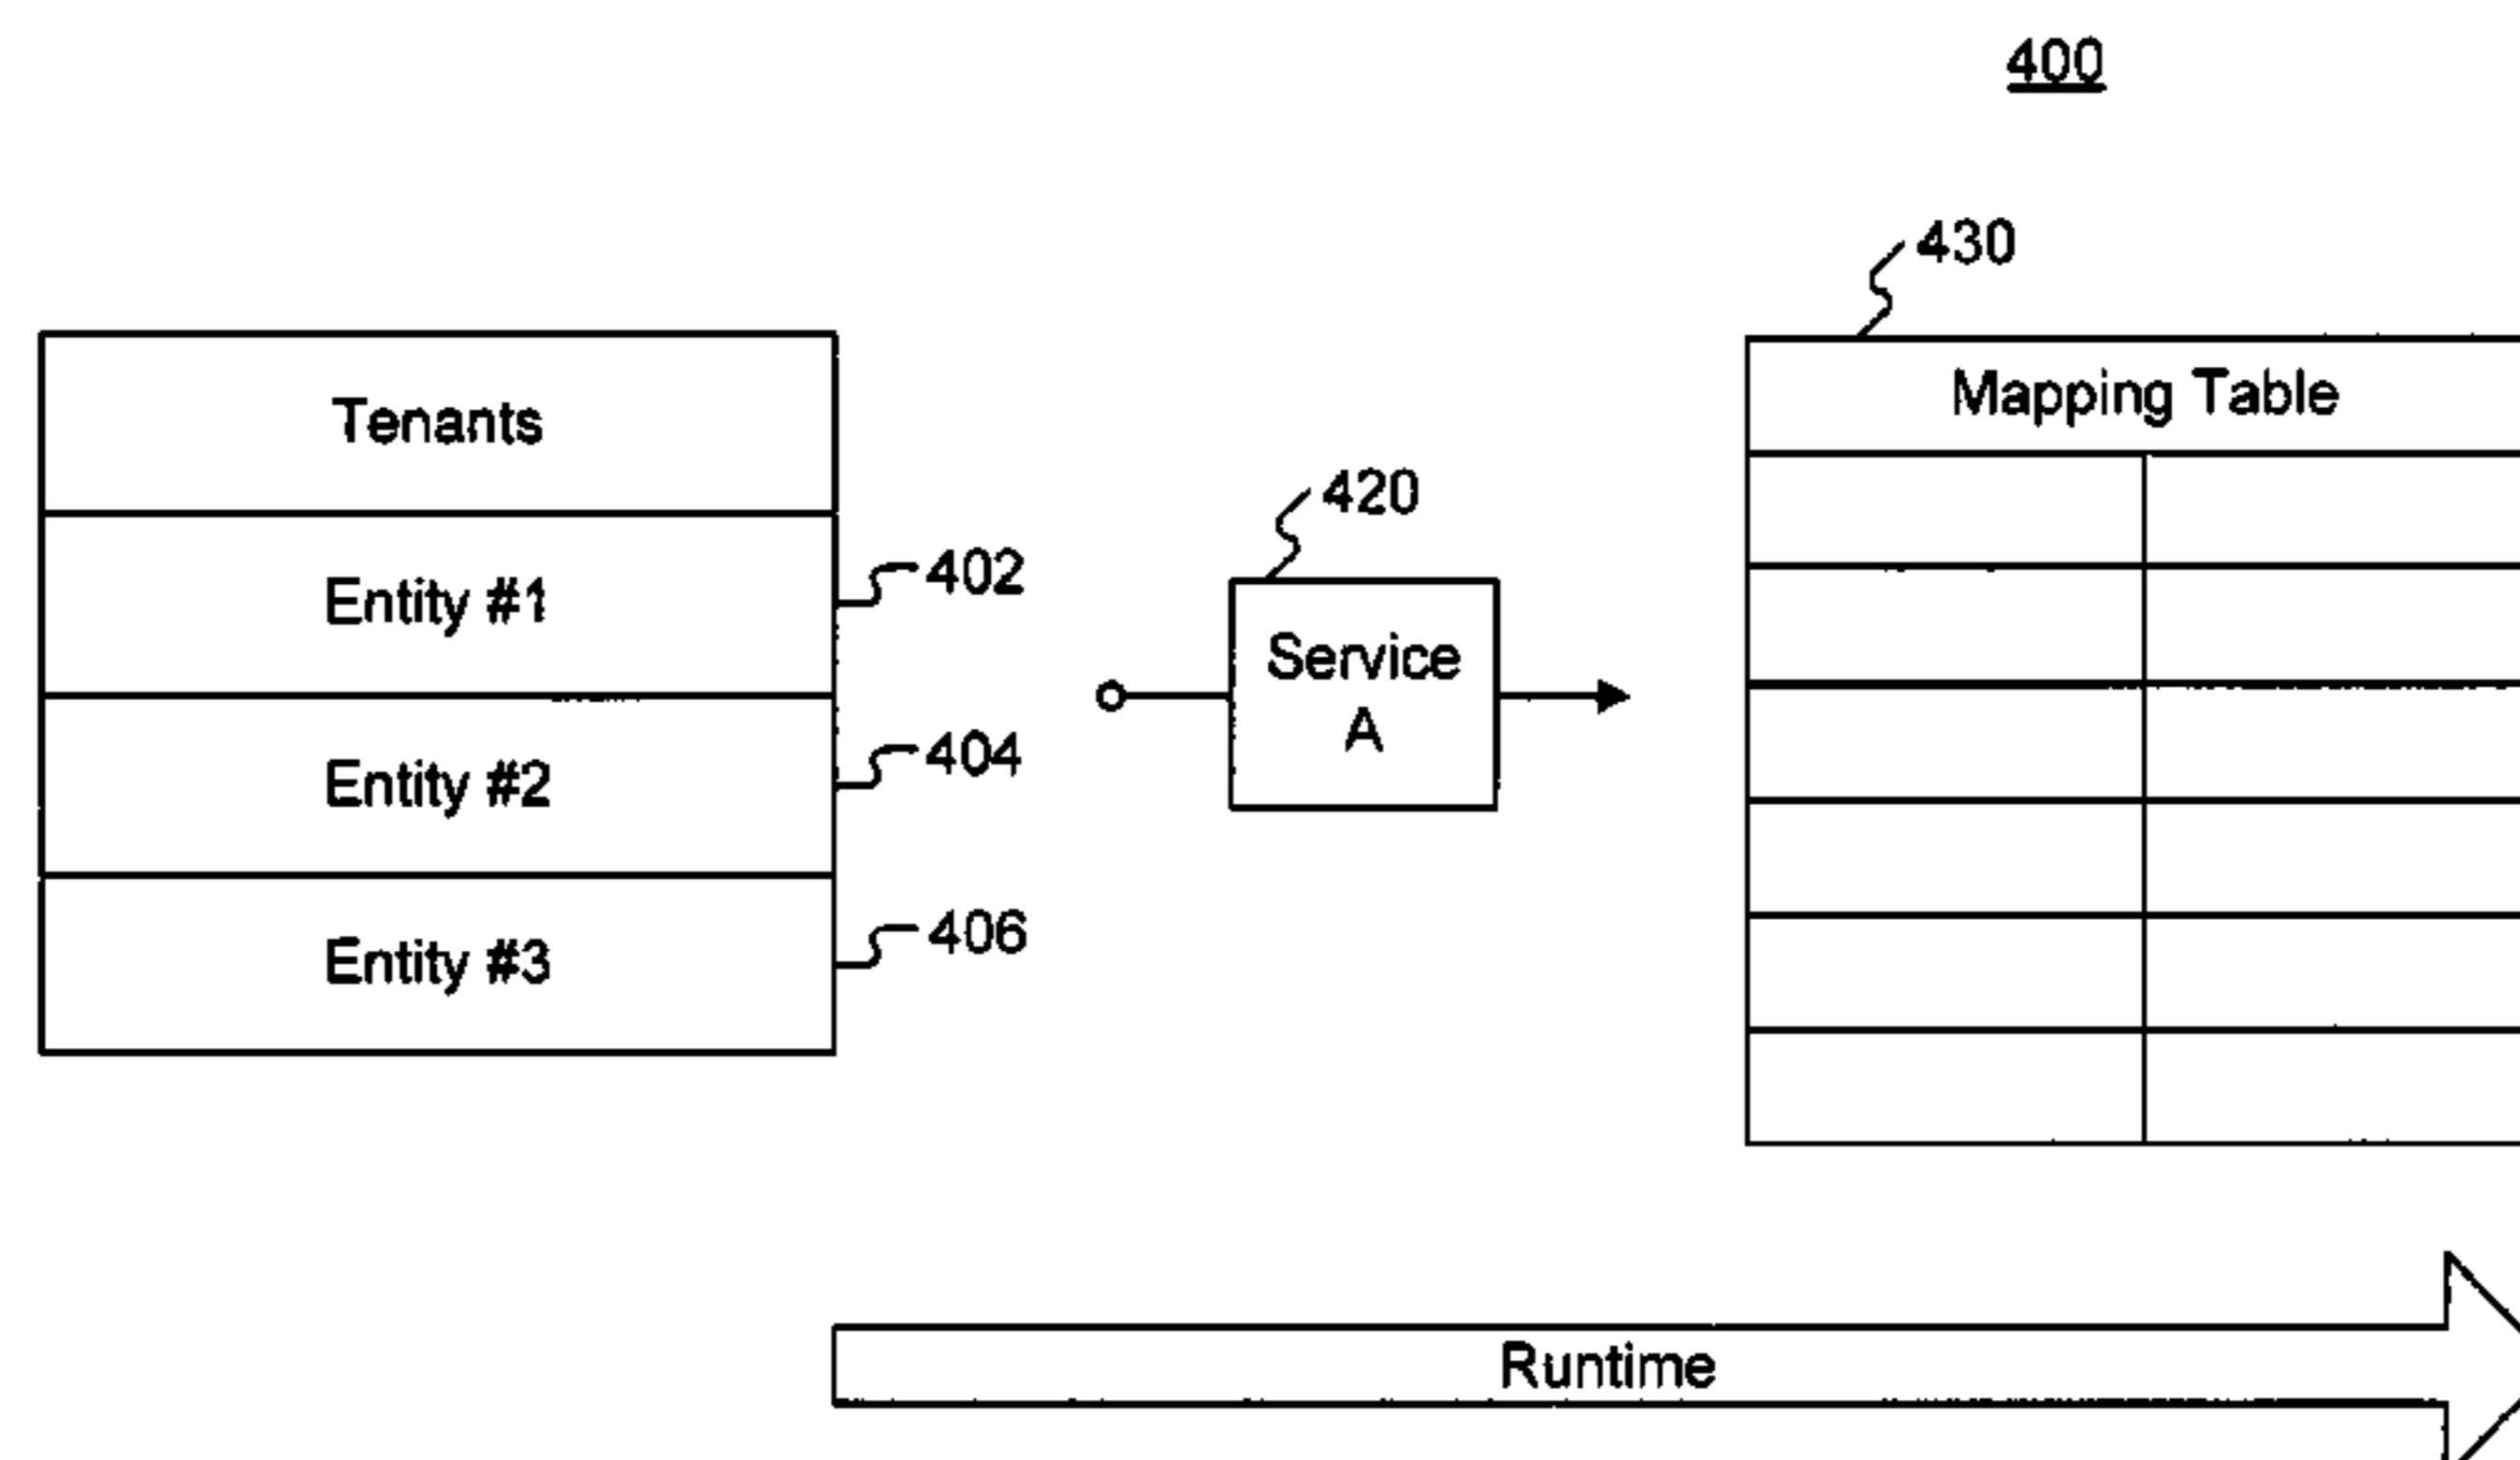 400
430
Mapping Table
Tenants
420
402
Entity #1
Service
A
404
Entity #2
406
Entity #3
Runtime